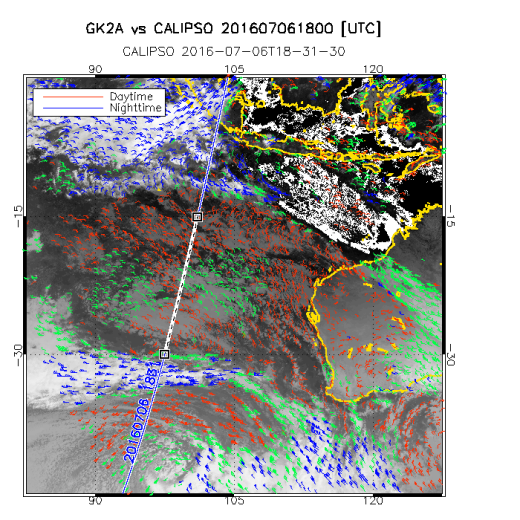 GK2A vs CALIPSO 201607061800 [UTC]
CALIPSO 2016-07-06T18-31-30
90 105 120
Daytime
Nighttime
-15 -15
-30 -30
20160706 183
90 105 120